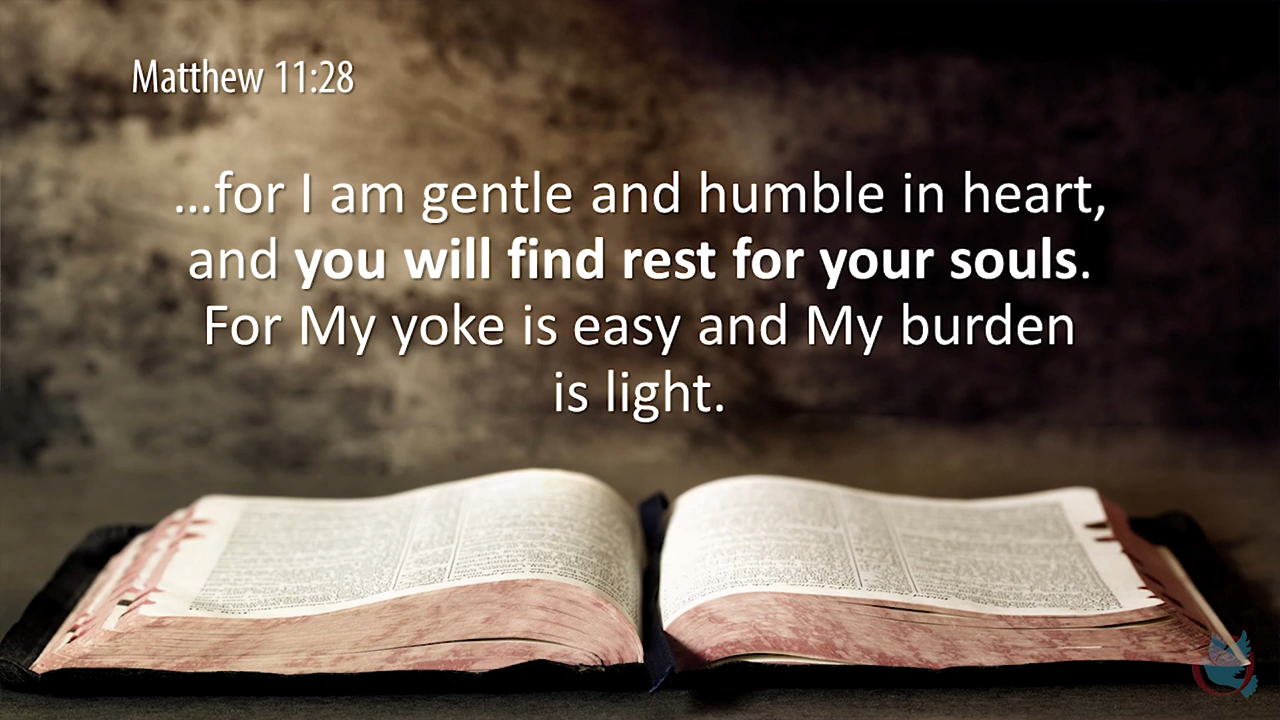 Matthew 11:28
...for I am gentle and humble in heart,
and you will find rest for your souls.
For My yoke is easy and My burden
is light.